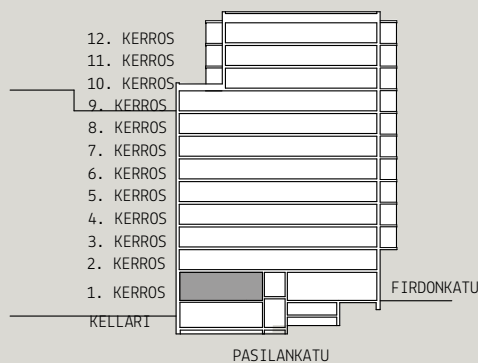 12. KERROS
11. KERROS
10. KERROS
9. KERROS
8. KERROS
7. KERROS
6. KERROS
5. KERROS
4. KERROS
3. KERROS
2. KERROS
1. KERROS
FIRDONKATU
KELLARI
PASILANKATU